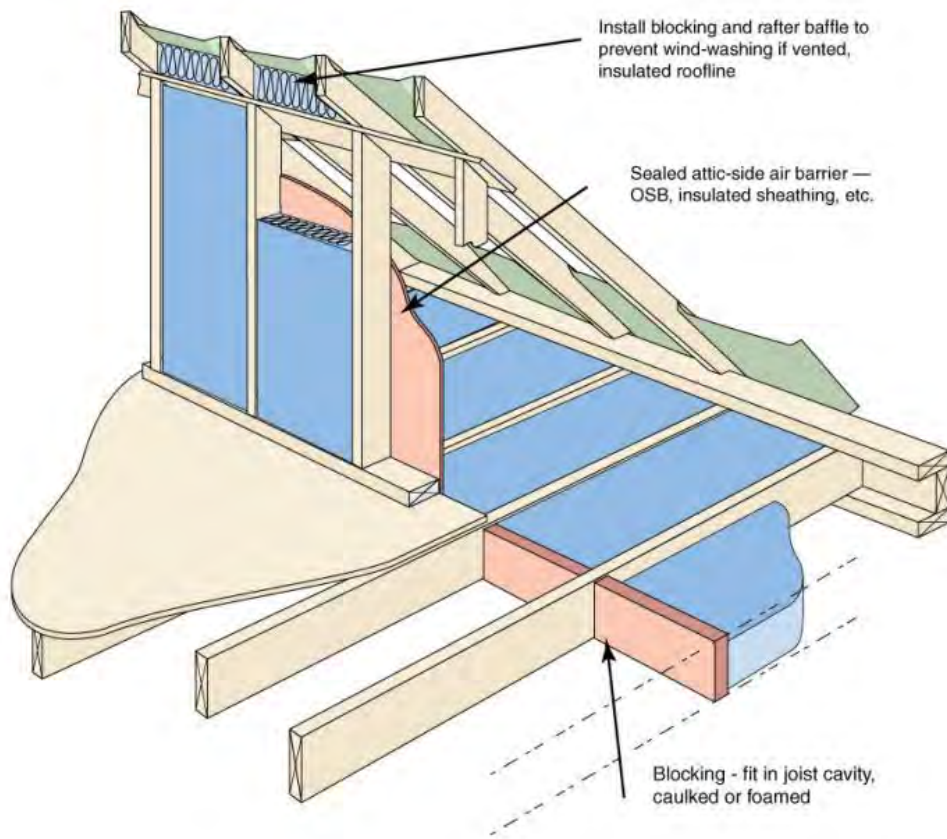 Install blocking and rafter baffle to
prevent wind-washing if vented,
insulated roofline
Sealed attic-side air barrier —
OSB, insulated sheathing, etc.
Blocking - fit in joist cavity,
caulked or foamed